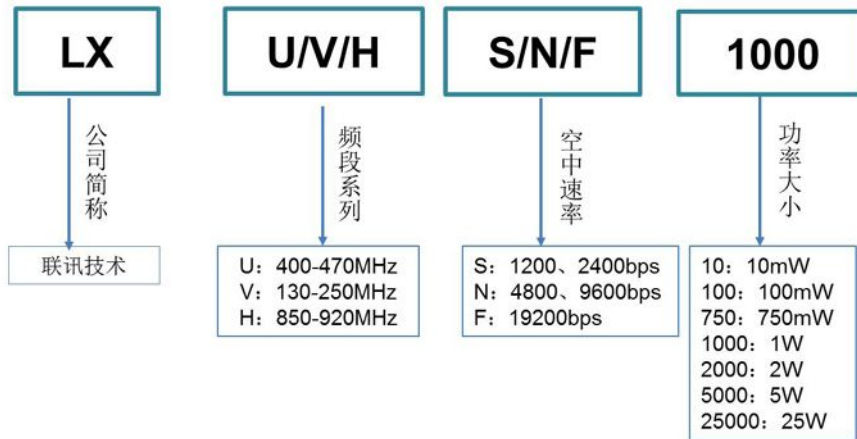 LX
U/V/H
S/N/F
1000
公司简称
频段系列
空中速率
功率大小
联讯技术
U：400-470MHz
V：130-250MHz
H：850-920MHz
S：1200、2400bps
N：4800、9600bps
F：19200bps
10：10mW
100：100mW
750：750mW
1000：1W
2000：2W
5000：5W
25000：25W